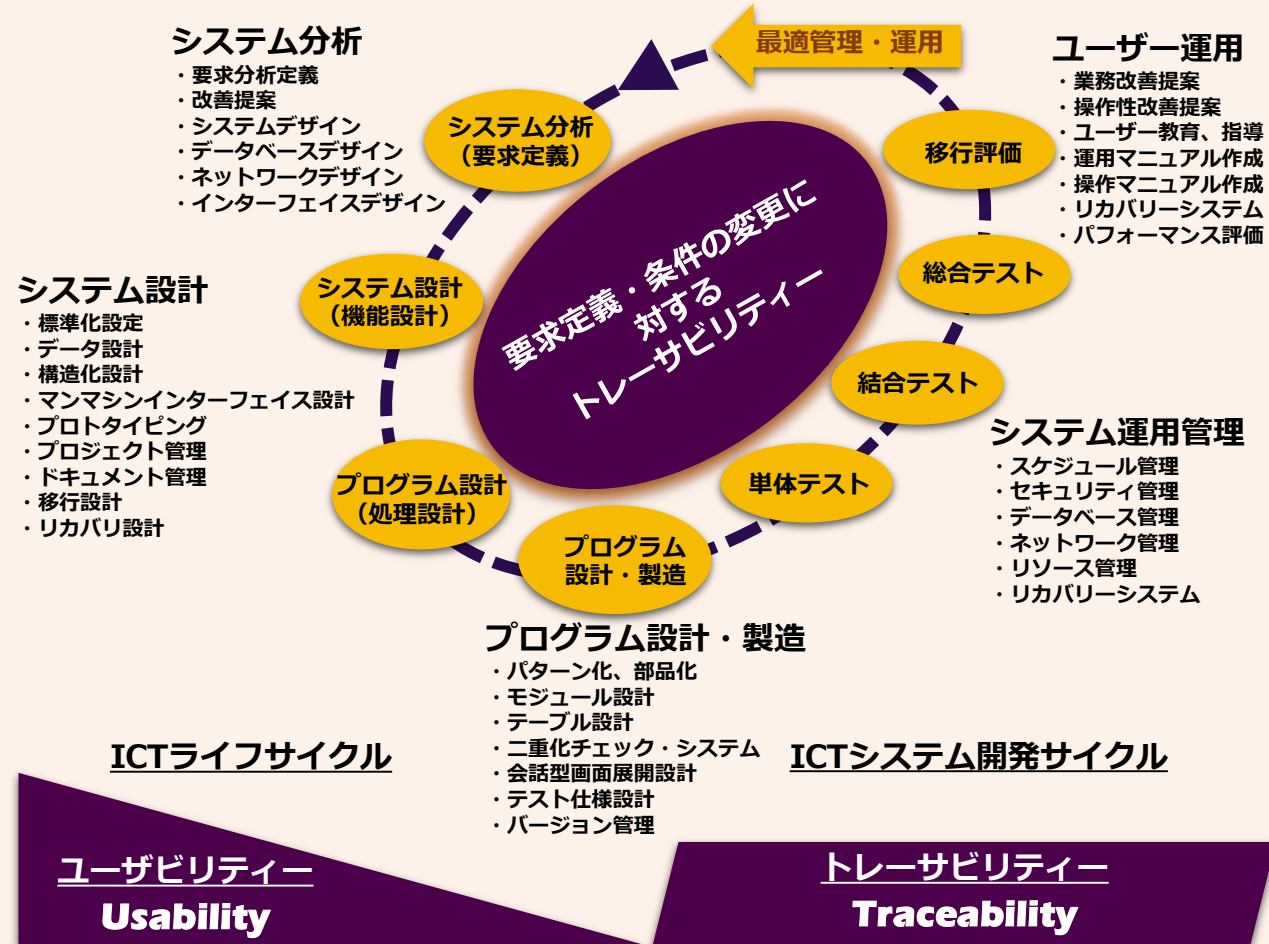 最適管理・運用
システム分析
・要求分析定義
・改善提案
・システムデザイン
・データベースデザイン
・ネットワークデザイン
・インターフェイスデザイン
ユーザー運用
・業務改善提案
・操作性改善提案
・ユーザー教育、指導
・運用マニュアル作成
・操作マニュアル作成
・リカバリーシステム
・パフォーマンス評価
システム分析
(要求定義)
移行評価
要求定義・条件の変更に
対する
トレーサビリティー
システム設計
(機能設計)
総合テスト
システム設計
・標準化設定
・データ設計
・構造化設計
・マンマシンインターフェイス設計
・プロトタイピング
・プロジェクト管理
・ドキュメント管理
・移行設計
・リカバリ設計
結合テスト
プログラム設計
(処理設計)
単体テスト
プログラム
設計・製造
システム運用管理
・スケジュール管理
・セキュリティ管理
・データベース管理
・ネットワーク管理
・リソース管理
・リカバリーシステム
プログラム設計・製造
・パターン化、部品化
・モジュール設計
・テーブル設計
・二重化チェック・システム
・会話型画面展開設計
・テスト仕様設計
・バージョン管理
ICTライフサイクル
ICTシステム開発サイクル
ユーザビリティー
Usability
トレーサビリティー
Traceability